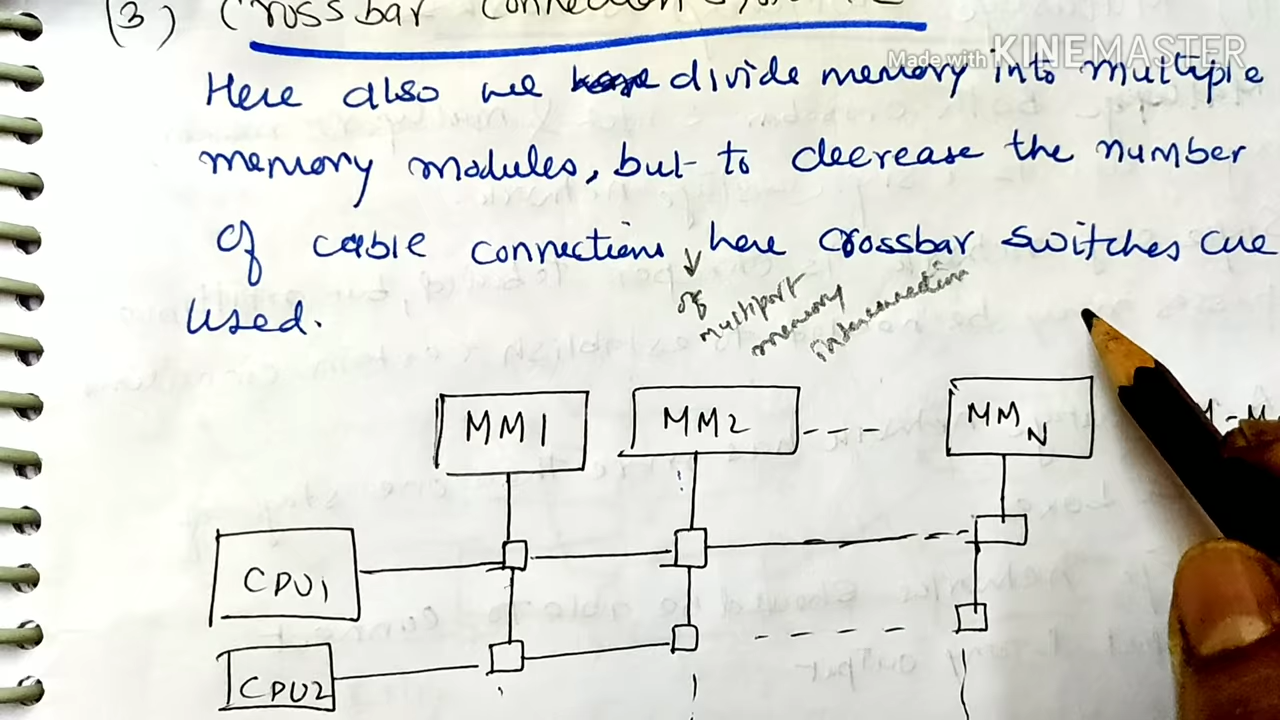 (3) Crossbar Connection
Made with KINEMASTER
Here also we divide memory into multiple
memory modules, but to decrease the number
of cable connections, here crossbar switches are
used.
of
multiport
memory
interconnection
MM1 MM2 - - - MMN
CPU1
CPU2